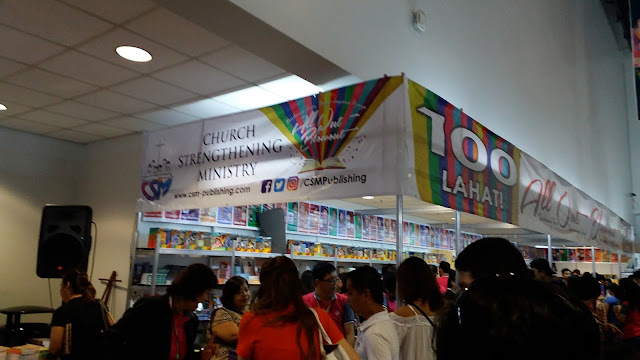 CHURCH
STRENGTHENING
MINISTRY
CSM
www.csm-publishing.com
/CSMPublishing
All Out
100
LAHAT!
All Out